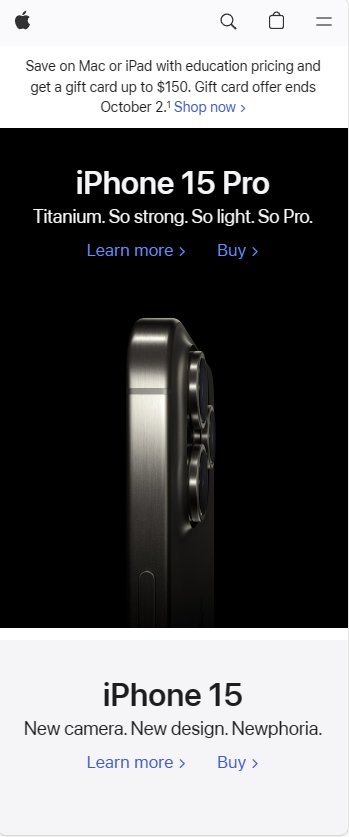 Save on Mac or iPad with education pricing and
get a gift card up to $150. Gift card offer ends
October 2.¹ Shop now >
iPhone 15 Pro
Titanium. So strong. So light. So Pro.
Learn more > Buy >
iPhone 15
New camera. New design. Newphoria.
Learn more > Buy >